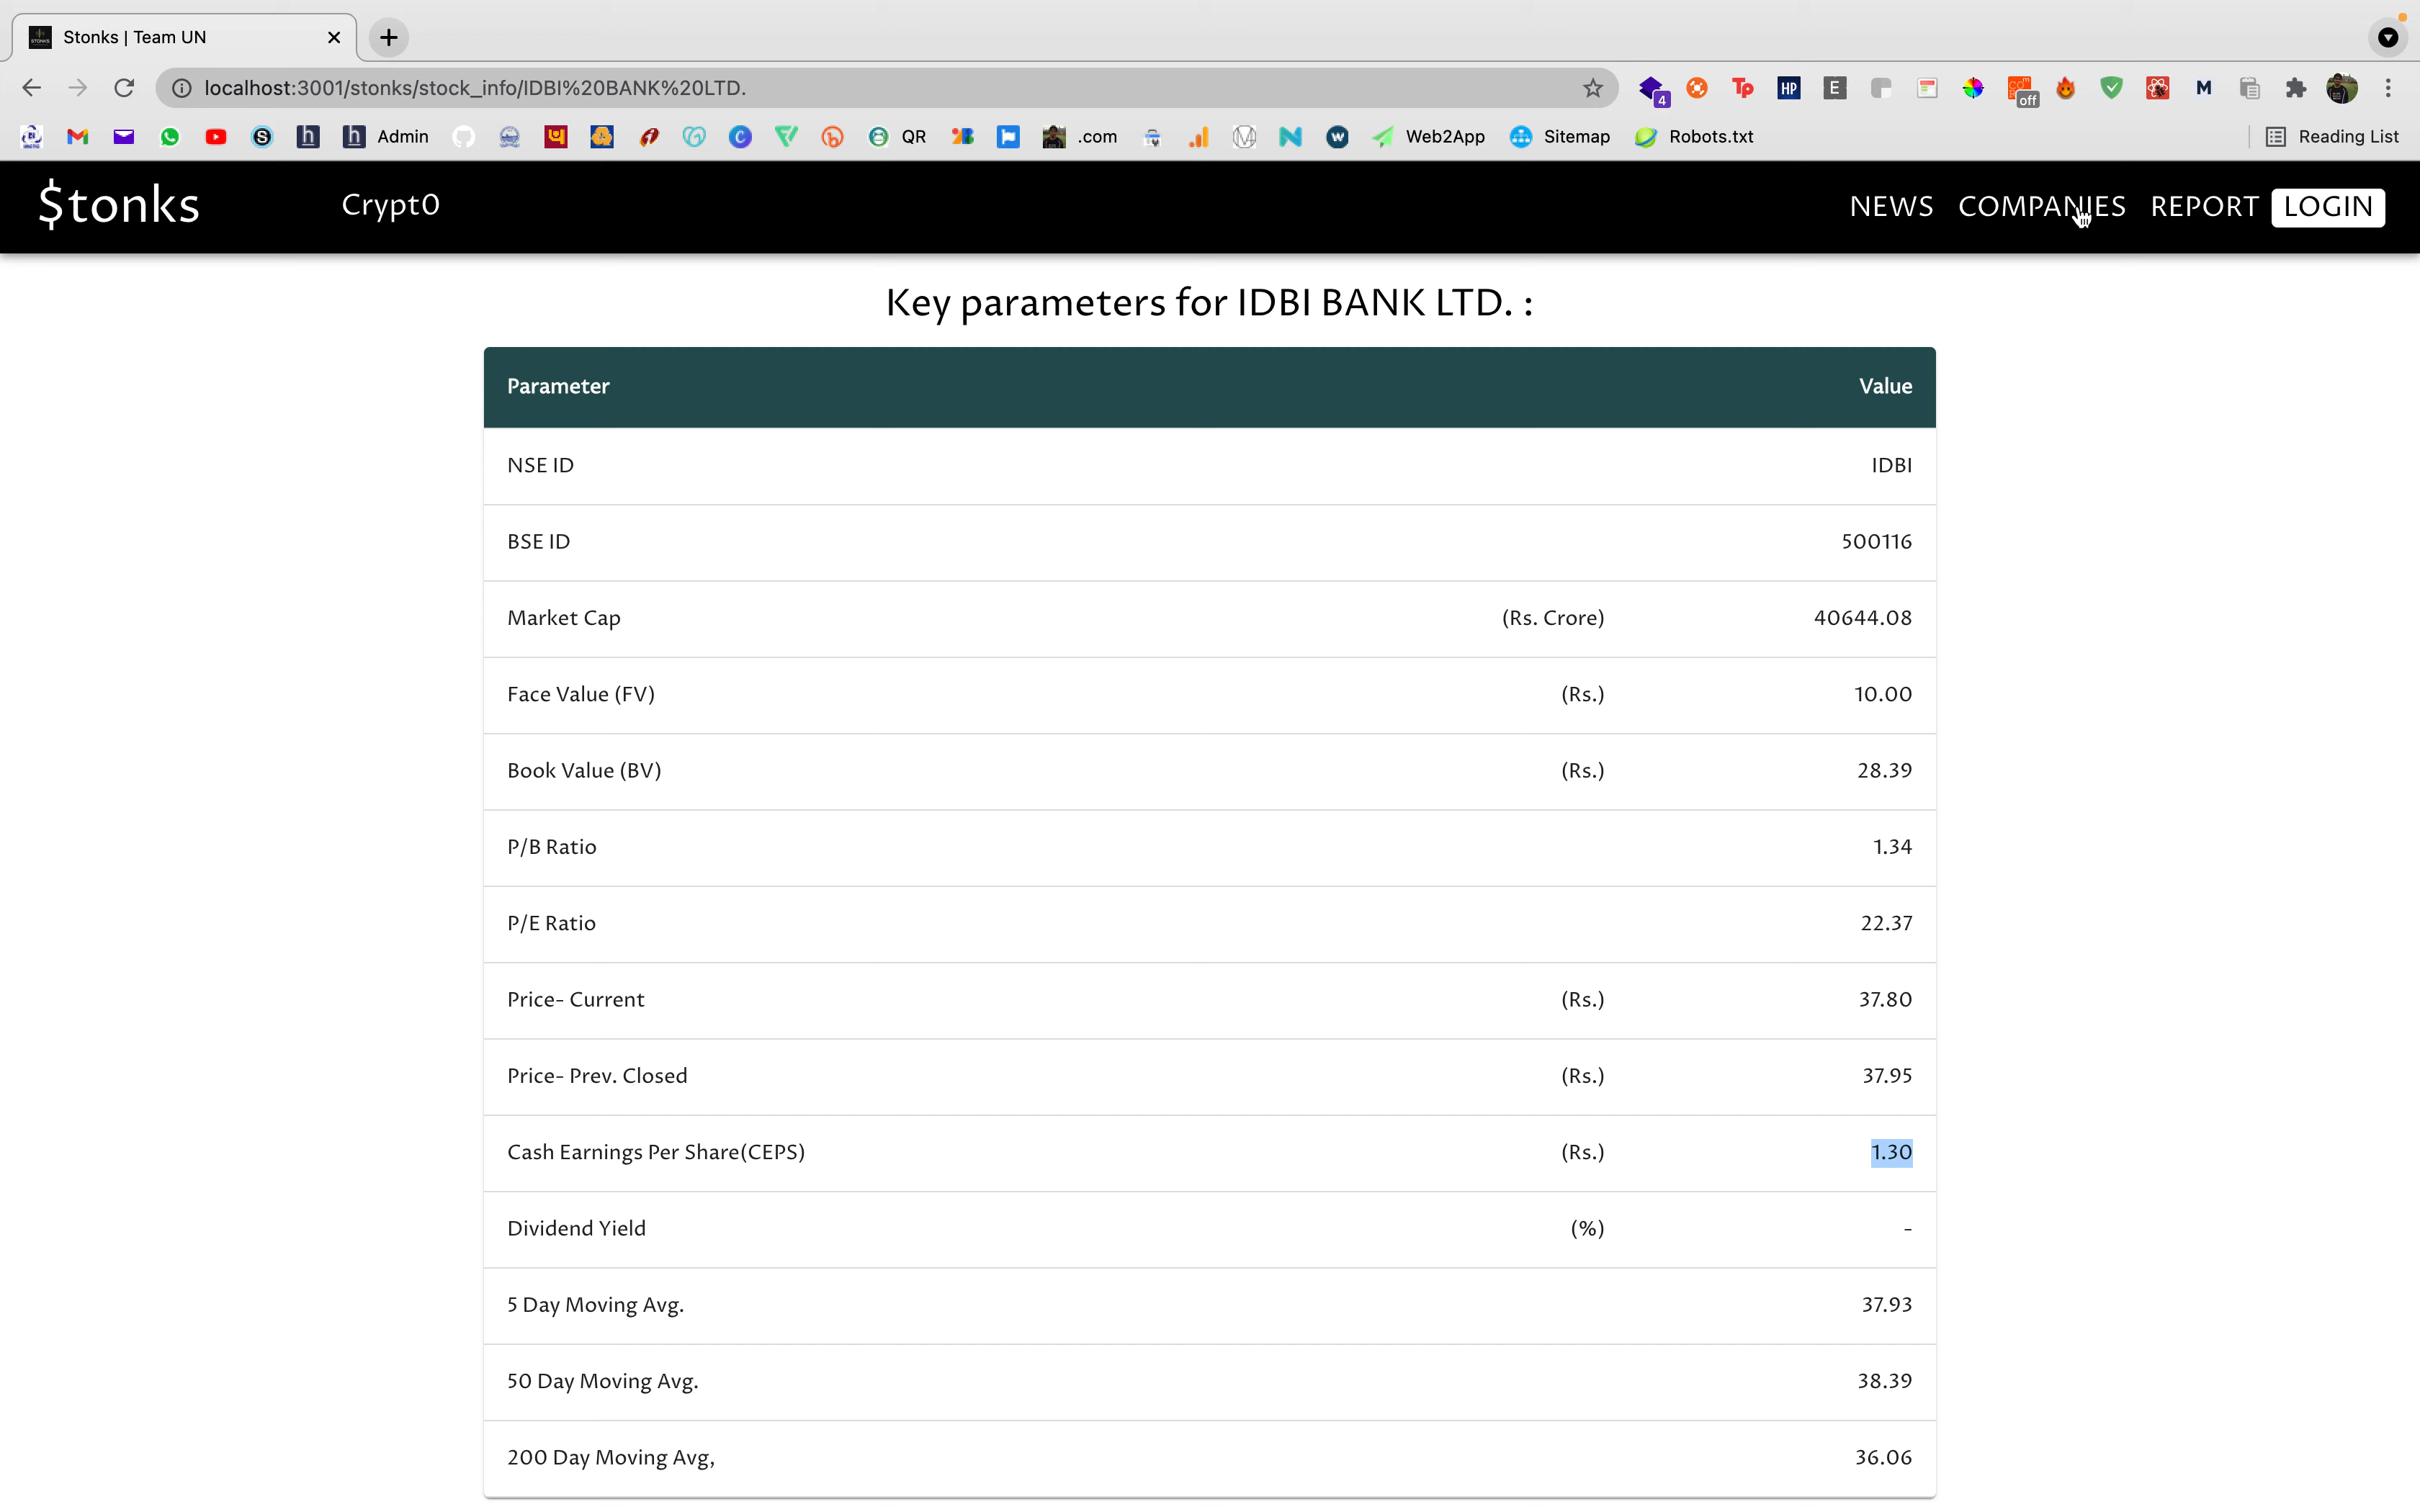 Stonks | Team UN
localhost:3001/stonks/stock_info/IDBI%20BANK%20LTD.
4
Tp
HP
E
off
M
h
h Admin
QR
.com
Web2App
Sitemap
Robots.txt
Reading List
$tonks
Crypt0
NEWS COMPANIES REPORT LOGIN
Key parameters for IDBI BANK LTD. :
Parameter Value
NSE ID IDBI
BSE ID 500116
Market Cap (Rs. Crore) 40644.08
Face Value (FV) (Rs.) 10.00
Book Value (BV) (Rs.) 28.39
P/B Ratio 1.34
P/E Ratio 22.37
Price- Current (Rs.) 37.80
Price- Prev. Closed (Rs.) 37.95
Cash Earnings Per Share(CEPS) (Rs.) 1.30
Dividend Yield (%) -
5 Day Moving Avg. 37.93
50 Day Moving Avg. 38.39
200 Day Moving Avg, 36.06